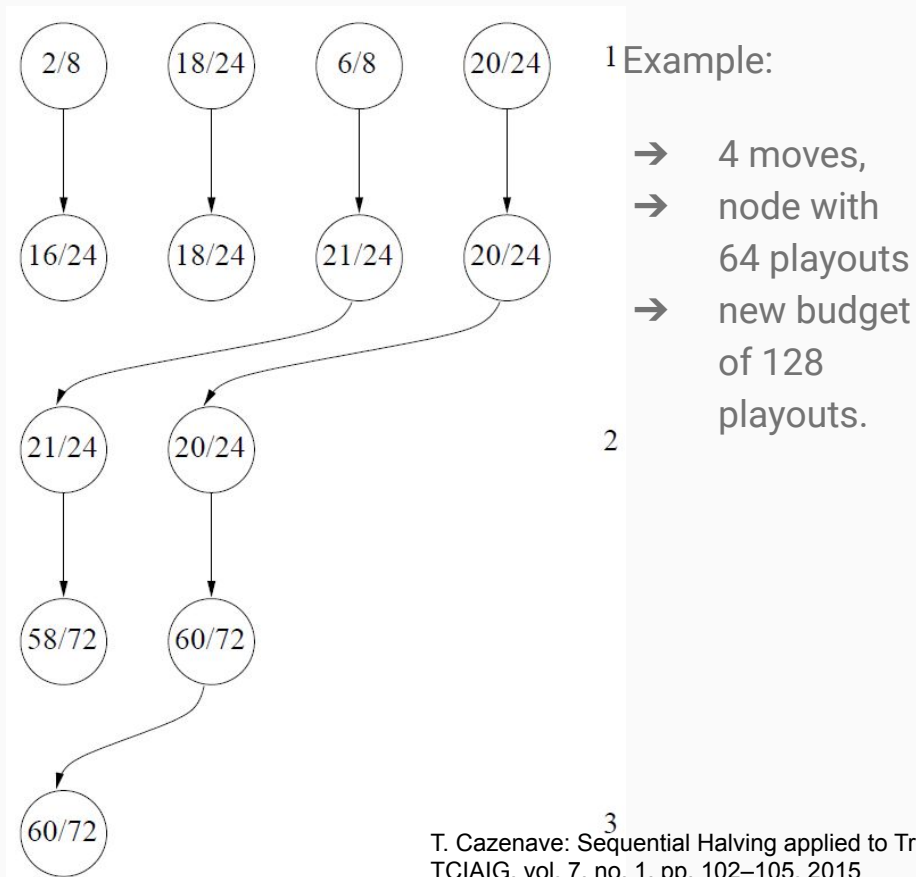 2/8 18/24 6/8 20/24 1
Example:
➔ 4 moves,
16/24 18/24 21/24 20/24
➔ node with
64 playouts
➔ new budget
of 128
playouts.
21/24 20/24 2
58/72 60/72
60/72 3
T. Cazenave: Sequential Halving applied to Tr
TCIAIG, vol. 7, no. 1, pp. 102–105, 2015